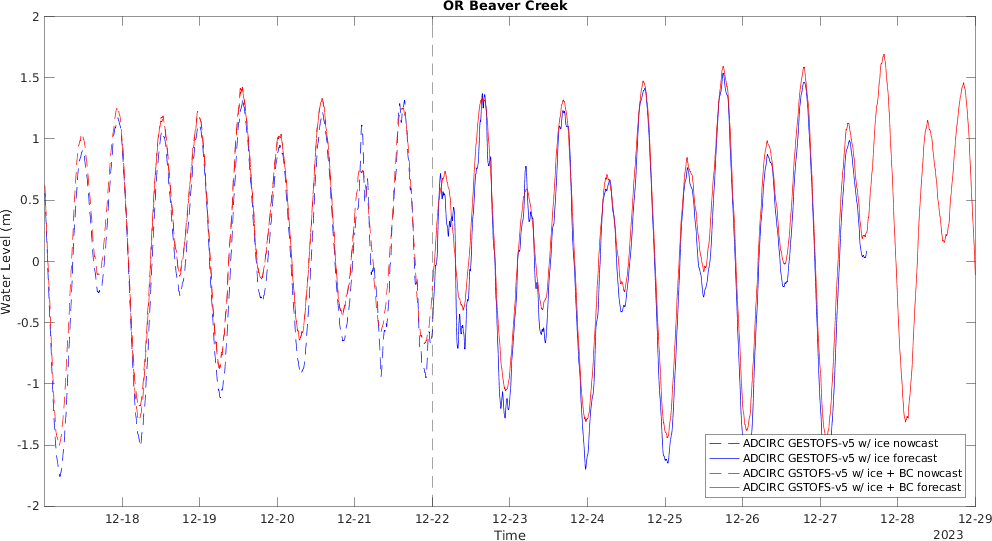 OR Beaver Creek
2
1.5
1
0.5
0
-0.5
-1
-1.5
-2
Water Level (m)
12-18 12-19 12-20 12-21 12-22 12-23 12-24 12-25 12-26 12-27 12-28 12-29
Time
2023
ADCIRC GESTOFS-v5 w/ ice nowcast
ADCIRC GESTOFS-v5 w/ ice forecast
ADCIRC GSTOFS-v5 w/ ice + BC nowcast
ADCIRC GSTOFS-v5 w/ ice + BC forecast